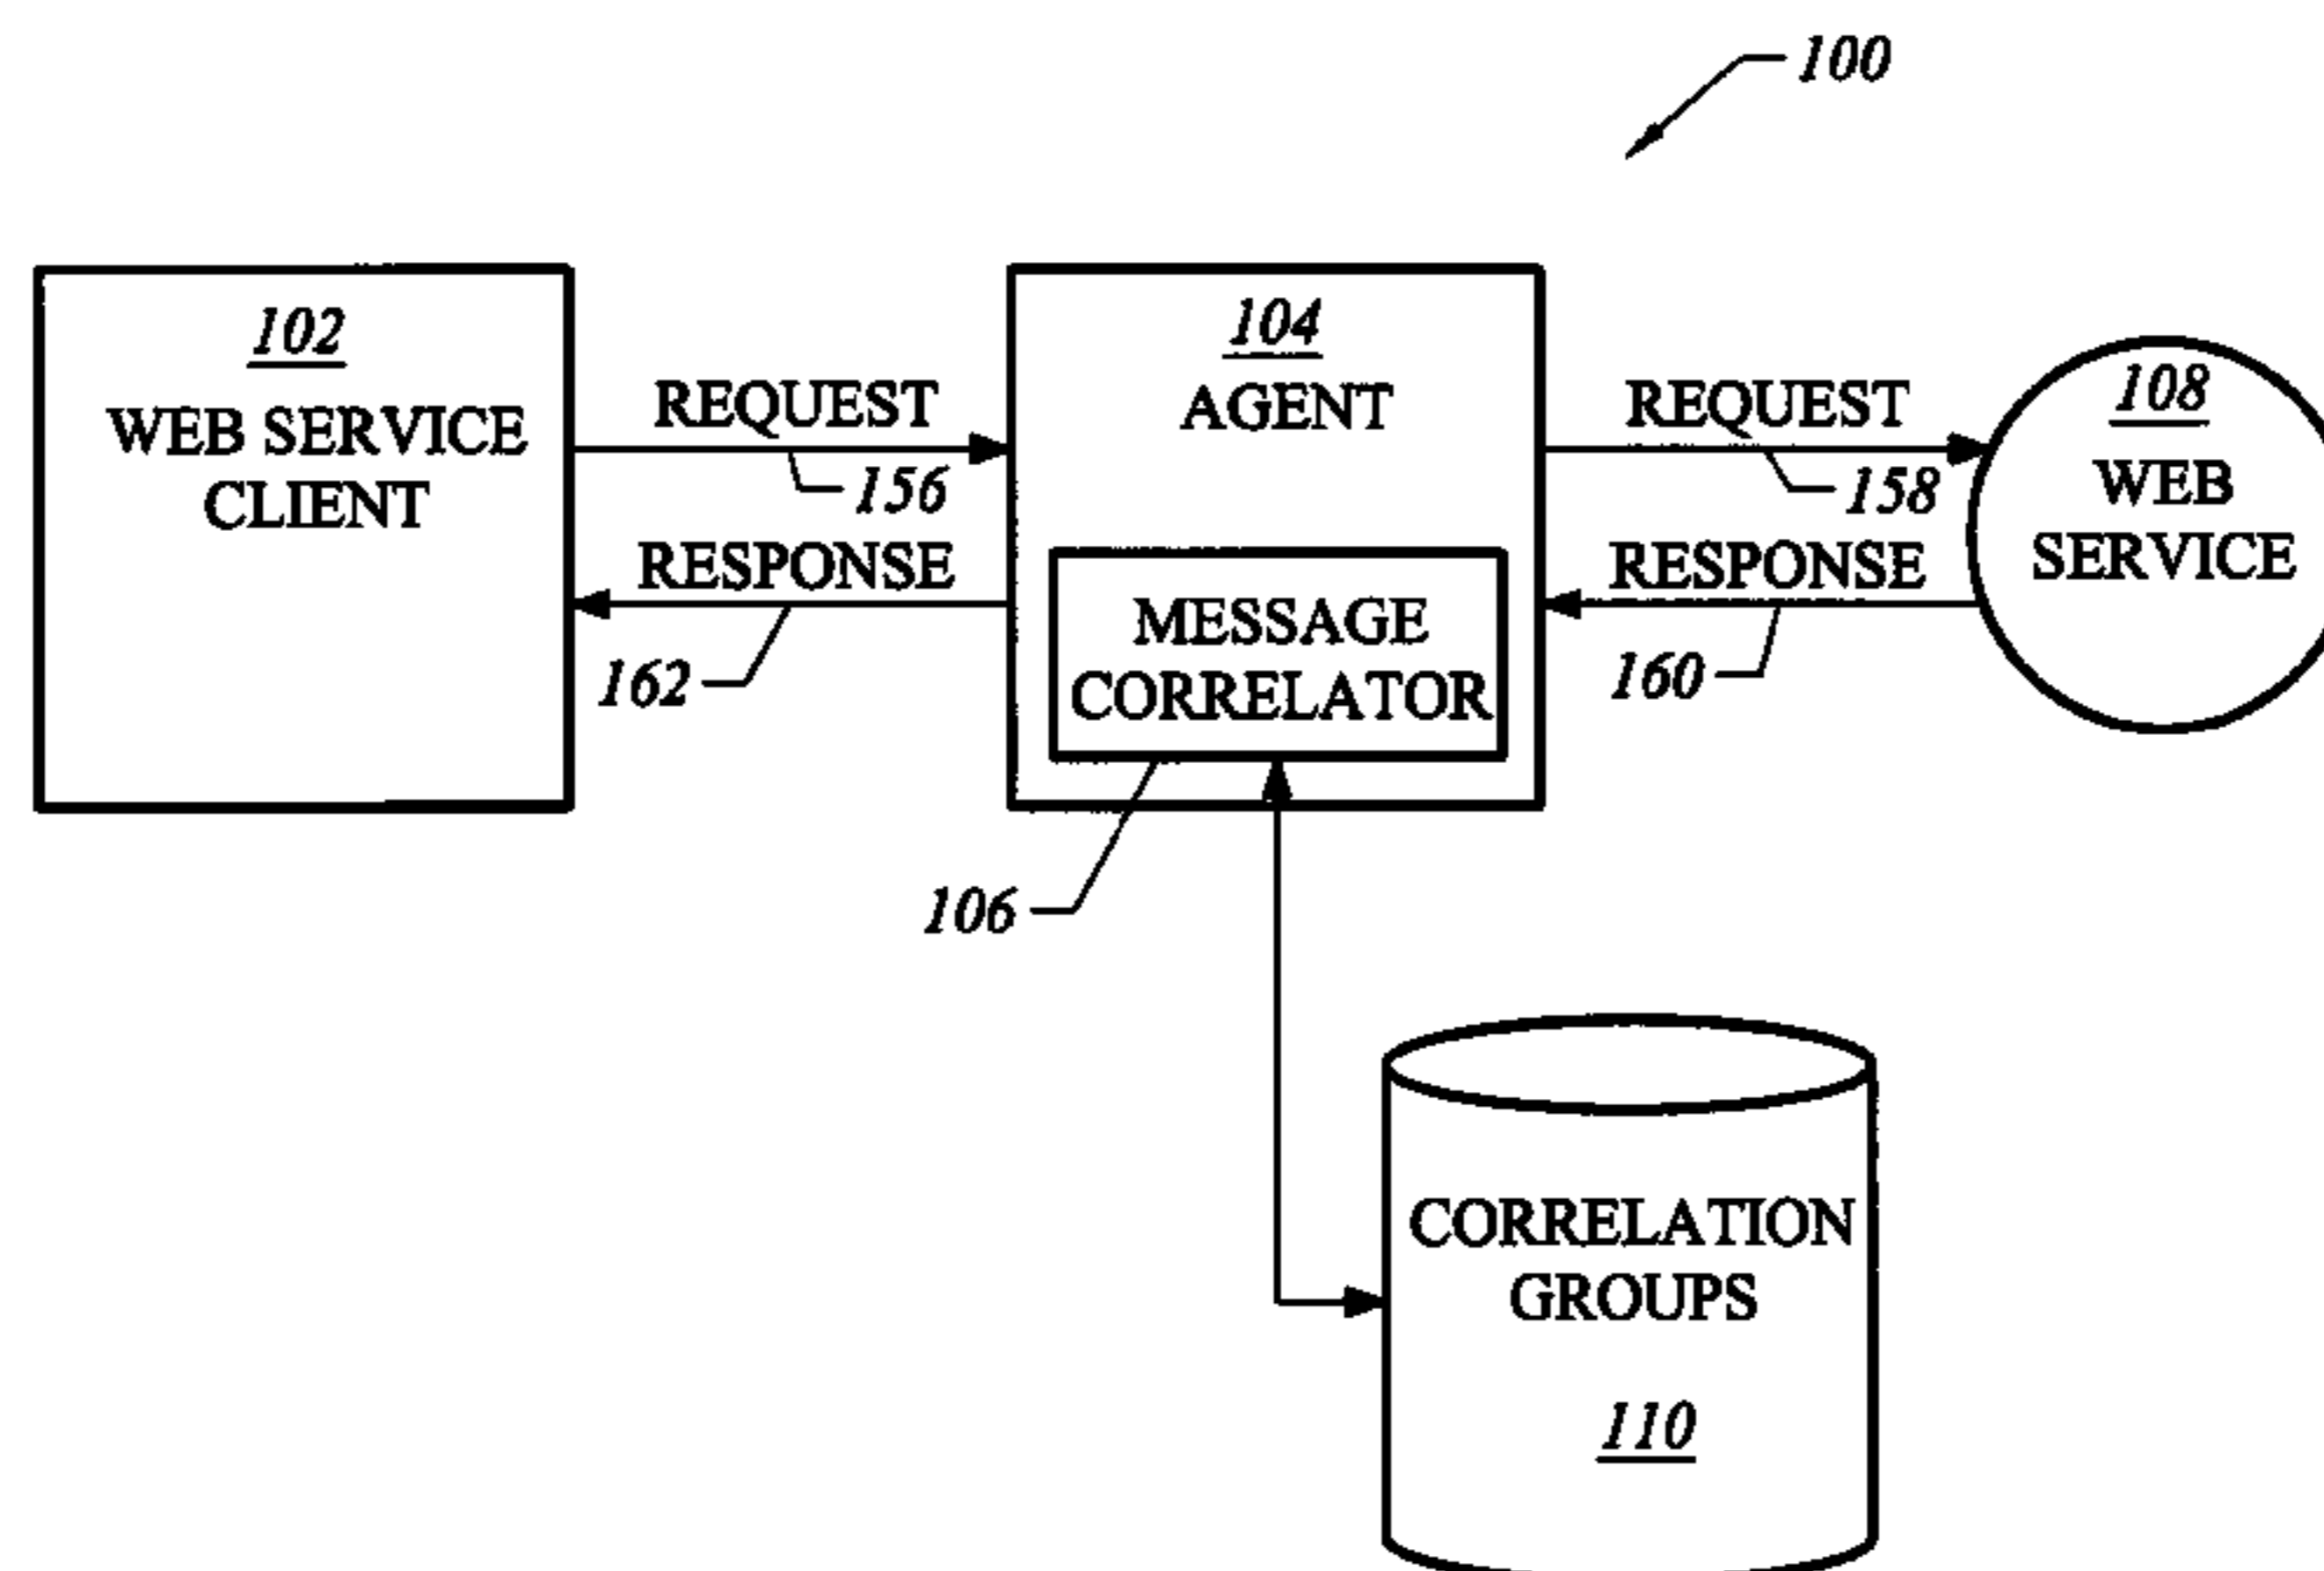 100
102
WEB SERVICE
CLIENT
REQUEST
156
RESPONSE
162
104
AGENT
MESSAGE
CORRELATOR
106
REQUEST
158
RESPONSE
160
108
WEB
SERVICE
CORRELATION
GROUPS
110